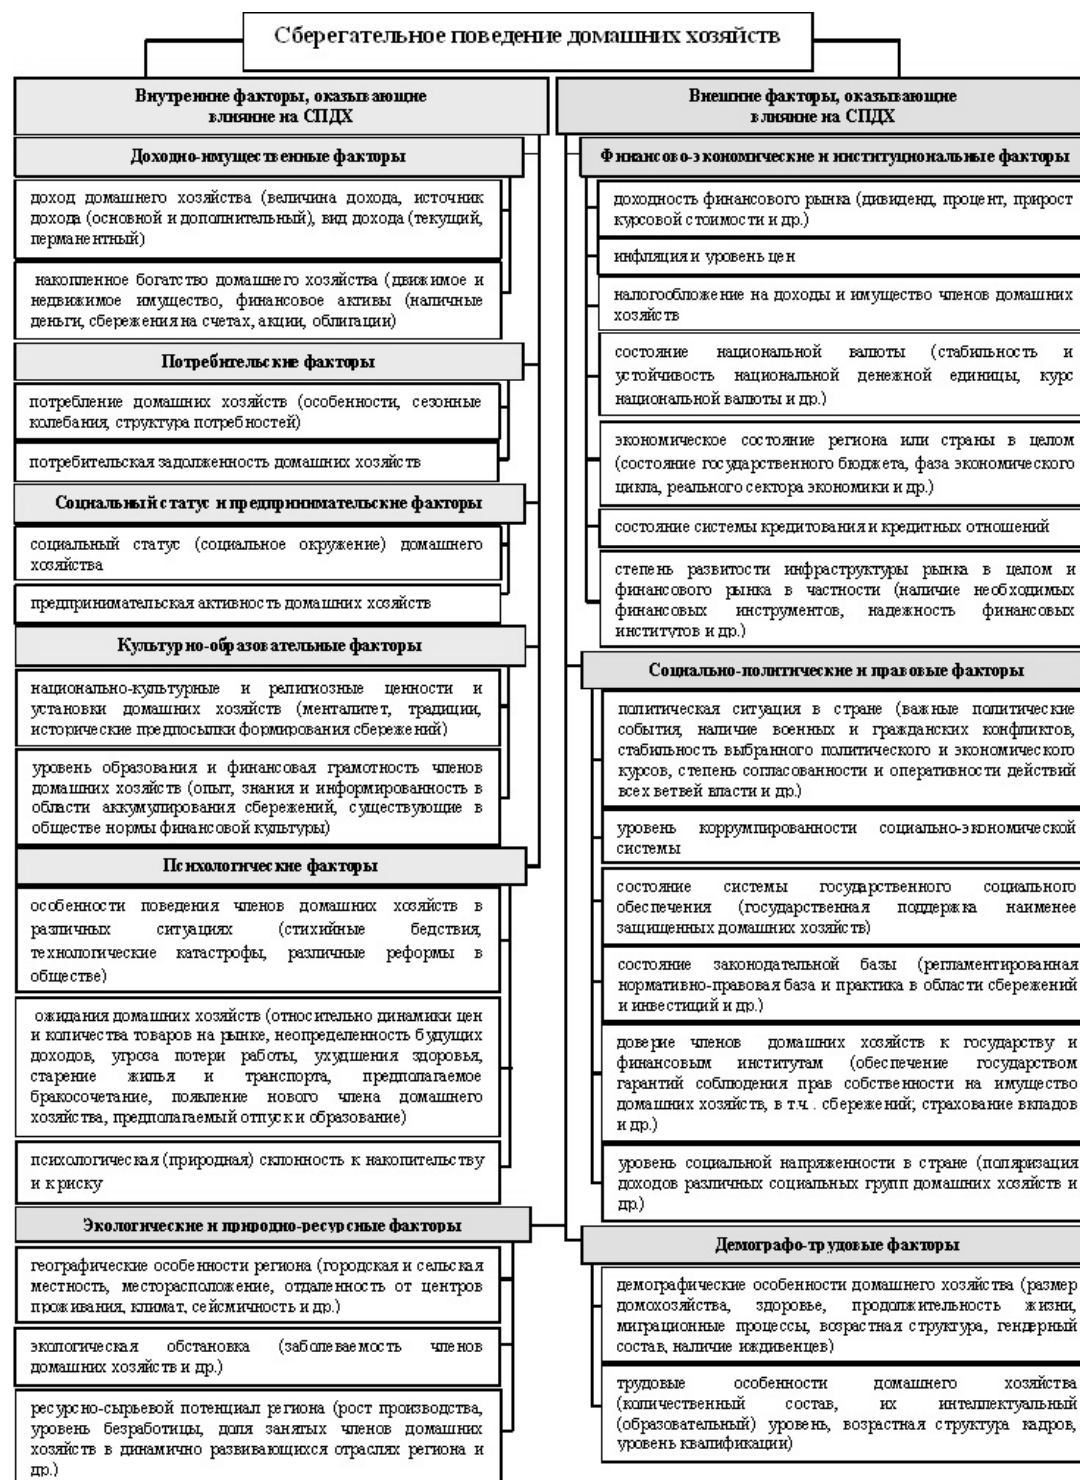 Сберегательное поведение домашних хозяйств
Внутренние факторы, оказывающие
влияние на СПДХ
Доходно-имущественные факторы
доход домашнего хозяйства (величина дохода, источник
дохода (основной и дополнительный), вид дохода (текущий,
перманентный)
накопленное богатство домашнего хозяйства (движимое и
недвижимое имущество, финансовое активы (наличные
деньги, сбережения на счетах, акции, облигации)
Потребительские факторы
потребление домашних хозяйств (особенности, сезонные
колебания, структура потребностей)
потребительская задолженность домашних хозяйств
Социальный статус и предпринимательские факторы
социальный статус (социальное окружение) домашнего
хозяйства
предпринимательская активность домашних хозяйств
Культурно-образовательные факторы
национально-культурные и религиозные ценности и
установки домашних хозяйств (менталитет, традиции,
исторические предпосылки формирования сбережений)
уровень образования и финансовая грамотность членов
домашних хозяйств (опыт, знания и информированность в
области аккумулирования сбережений, существующие в
обществе нормы финансовой культуры)
Психологические факторы
особенности поведения членов домашних хозяйств в
различных ситуациях (стихийные бедствия,
технологические катастрофы, различные реформы в
обществе)
ожидания домашних хозяйств (относительно динамики цен
и количества товаров на рынке, неопределенность будущих
доходов, угроза потери работы, ухудшения здоровья,
старение жилья и транспорта, предполагаемое
бракосочетание, появление нового члена домашнего
хозяйства, предполагаемый отпуск и образование)
психологическая (природная) склонность к накопительству
и к риску
Экологические и природно-ресурсные факторы
географические особенности региона (городская и сельская
местность, месторасположение, отдаленность от центров
проживания, климат, сейсмичность и др.)
экологическая обстановка (заболеваемость членов
домашних хозяйств и др.)
ресурсно-сырьевой потенциал региона (рост производства,
уровень безработицы, доля занятых членов домашних
хозяйств в динамично развивающихся отраслях региона и
др.)
Внешние факторы, оказывающие
влияние на СПДХ
Финансово-экономические и институциональные факторы
доходность финансового рынка (дивиденд, процент, прирост
курсовой стоимости и др.)
инфляция и уровень цен
налогообложение на доходы и имущество членов домашних
хозяйств
состояние национальной валюты (стабильность и
устойчивость национальной денежной единицы, курс
национальной валюты и др.)
экономическое состояние региона или страны в целом
(состояние государственного бюджета, фаза экономического
цикла, реального сектора экономики и др.)
состояние системы кредитования и кредитных отношений
степень развитости инфраструктуры рынка в целом и
финансового рынка в частности (наличие необходимых
финансовых инструментов, надежность финансовых
институтов и др.)
Социально-политические и правовые факторы
политическая ситуация в стране (важные политические
события, наличие военных и гражданских конфликтов,
стабильность выбранного политического и экономического
курсов, степень согласованности и оперативности действий
всех ветвей власти и др.)
уровень коррумпированности социально-экономической
системы
состояние системы государственного социального
обеспечения (государственная поддержка наименее
защищенных домашних хозяйств)
состояние законодательной базы (регламентированная
нормативно-правовая база и практика в области сбережений
и инвестиций и др.)
доверие членов домашних хозяйств к государству и
финансовым институтам (обеспечение государством
гарантий соблюдения прав собственности на имущество
домашних хозяйств, в т.ч. . сбережений; страхование вкладов
и др.)
уровень социальной напряженности в стране (поляризация
доходов различных социальных групп домашних хозяйств и
др.)
Демографо-трудовые факторы
демографические особенности домашнего хозяйства (размер
домохозяйства, здоровье, продолжительность жизни,
миграционные процессы, возрастная структура, гендерный
состав, наличие иждивенцев)
трудовые особенности домашнего хозяйства
(количественный состав, их интеллектуальный
(образовательный) уровень, возрастная структура кадров,
уровень квалификации)